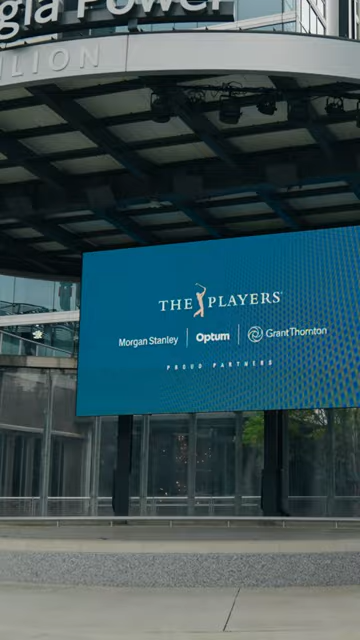 gia Power
ILION
THE PLAYERS
Morgan Stanley | Optum | Grant Thornton
PROUD PARTNERS